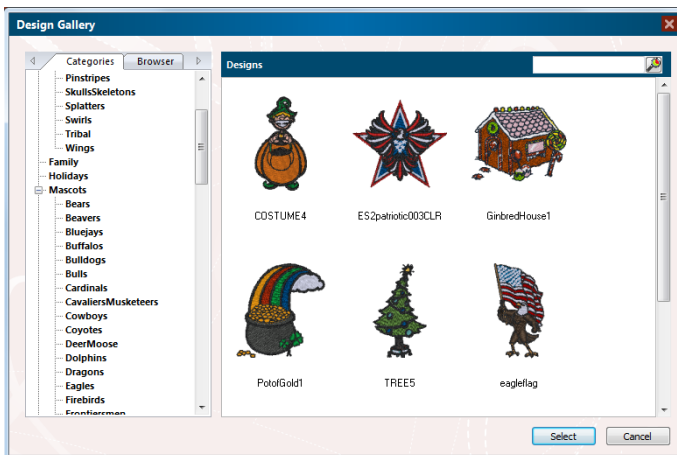 Design Gallery
Categories
Browser
Pinstripes
SkullsSkeletons
Splatters
Swirls
Tribal
Wings
Family
Holidays
Mascots
Bears
Beavers
Bluejays
Buffalos
Bulldogs
Bulls
Cardinals
CavaliersMusketeers
Cowboys
Coyotes
DeerMoose
Dolphins
Dragons
Eagles
Firebirds
Frontiersmen
Designs
COSTUME4
ES2patriotic003CLR
GinbredHouse1
PotofGold1
TREE5
eagleflag
Select
Cancel